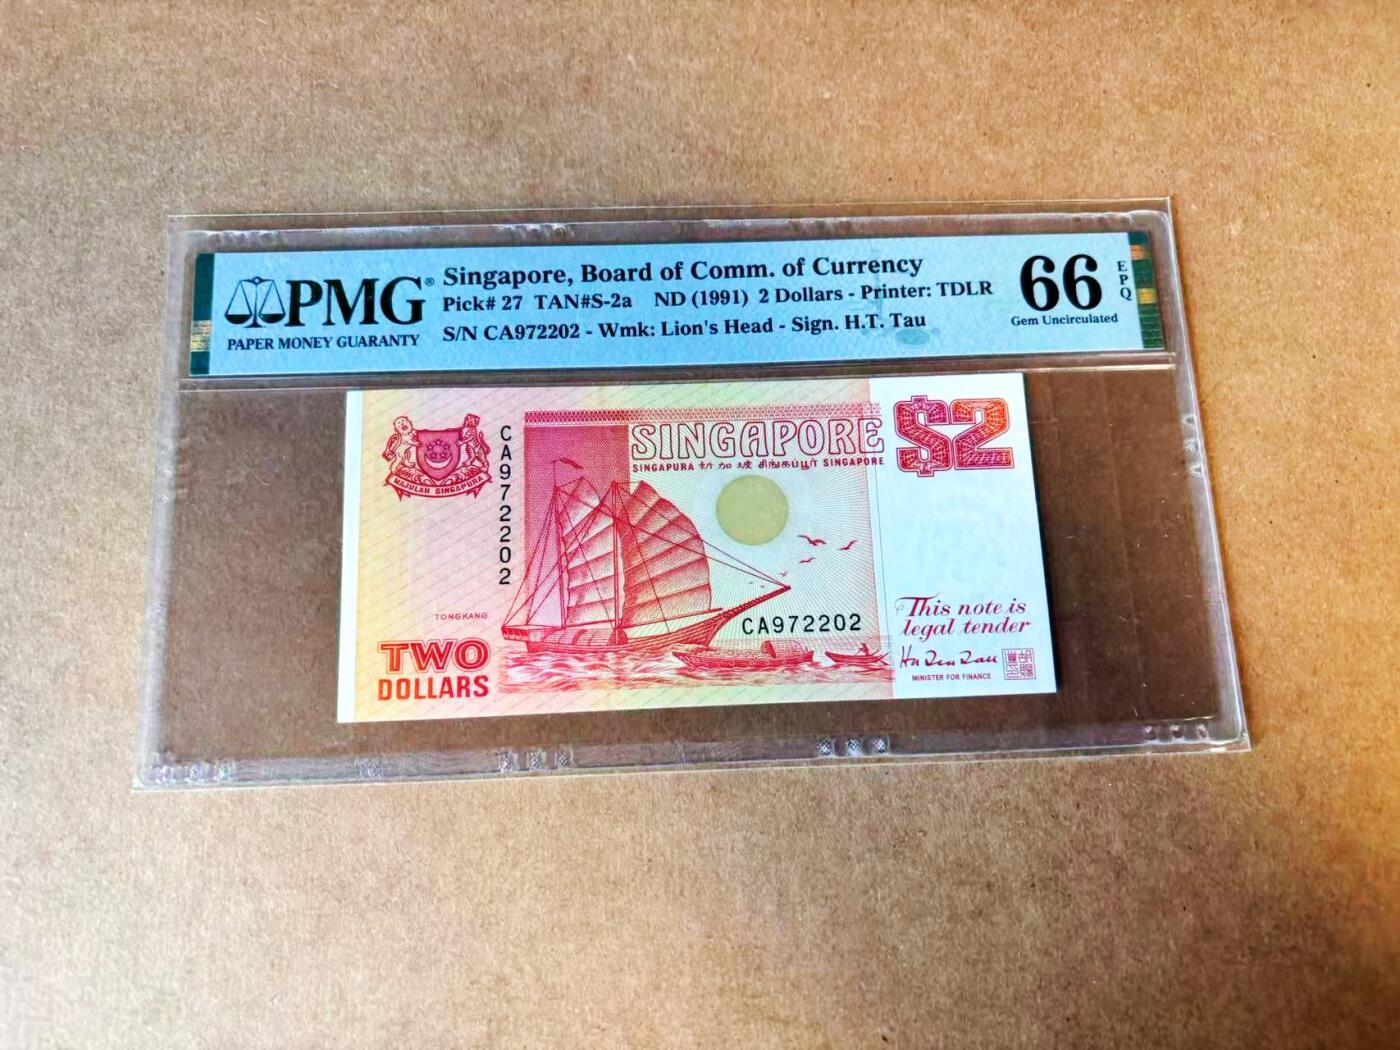 PMG®
PAPER MONEY GUARANTY
Singapore, Board of Comm. of Currency
Pick# 27 TAN#S-2a ND (1991) 2 Dollars - Printer: TDLR
S/N CA972202 - Wmk: Lion's Head - Sign. H.T. Tau
66
EPQ
Gem Uncirculated
MAJULAH SINGAPURA
CA972202
SINGAPORE
SINGAPURA 新加坡 சிங்கப்பூர் SINGAPORE
$2
TONGKANG
TWO
DOLLARS
CA972202
This note is
legal tender
MINISTER FOR FINANCE